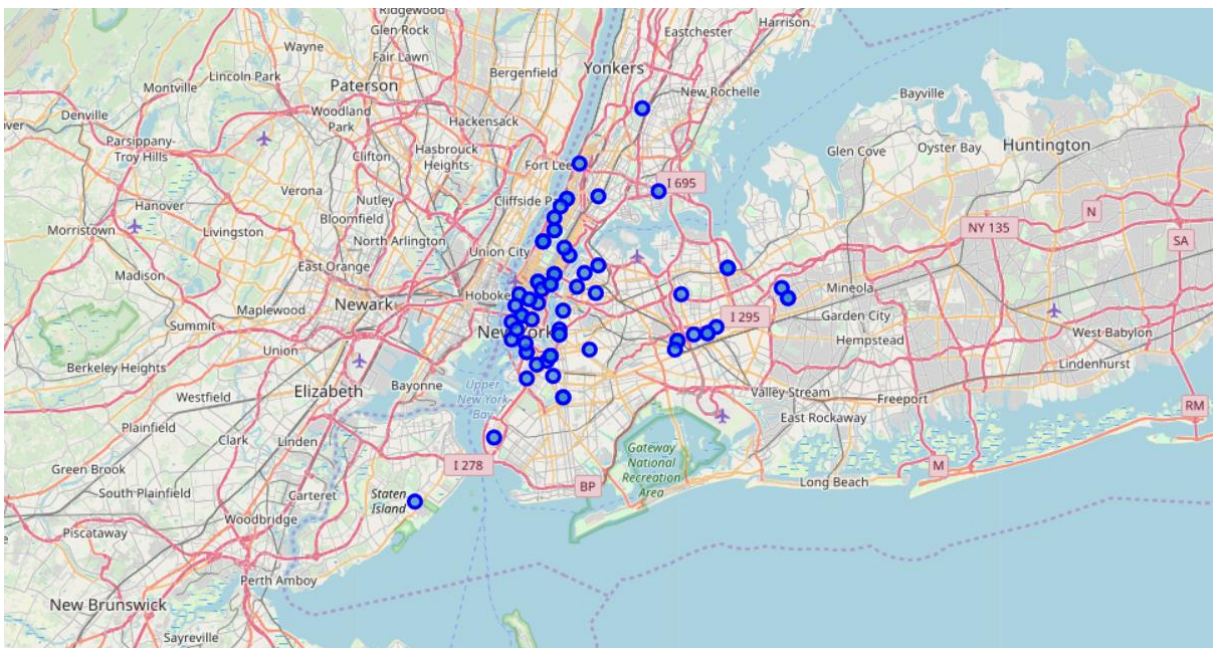 Ridgewood
Harrison
Glen Rock
Eastchester
Wayne
Fair Lawn
Yonkers
Montville
Lincoln Park
Bergenfield
Paterson
New Rochelle
Bayville
Denville
Woodland
Park
Hackensack
Parsippany-
Troy Hills
Hasbrouck
Heights
Huntington
Glen Cove
Oyster Bay
Clifton
Fort Lee
I 695
Verona
Nutley
Cliffside
Hanover
Bloomfield
N
Morristown
Livingston
North Arlington
NY 135
SA
Union City
East Orange
Madison
Mineola
Newark
Hoboke
Maplewood
Garden City
I 295
Summit
New York
West Babylon
Union
Hempstead
Berkeley Heights
Lindenhurst
Elizabeth
Bayonne
Upper
New York
Bay
Valley Stream
Freeport
Westfield
RM
East Rockaway
Plainfield
Clark
Linden
Gateway
National
Recreation
Area
Green Brook
I 278
M
South Plainfield
Carteret
Staten
Island
BP
Long Beach
Woodbridge
Piscataway
Perth Amboy
New Brunswick
Sayreville